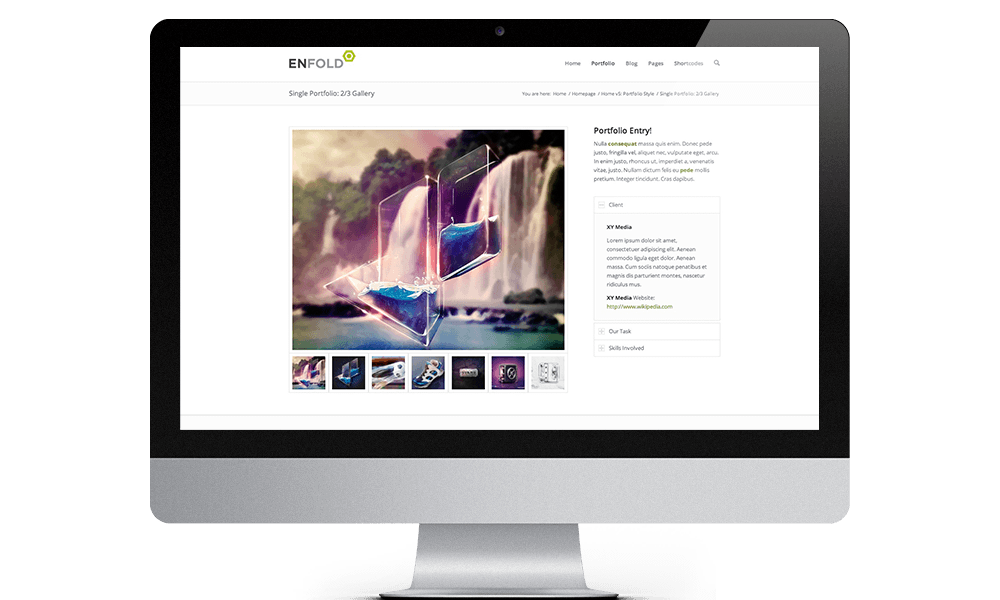 ENFOLD
Home Portfolio Blog Pages Shortcodes
Single Portfolio: 2/3 Gallery
You are here: Home / Homepage / Home v5: Portfolio Style / Single Portfolio: 2/3 Gallery
Portfolio Entry!
Nulla consequat massa quis enim. Donec pede
justo, fringilla vel, aliquet nec, vulputate eget, arcu.
In enim justo, rhoncus ut, imperdiet a, venenatis
vitae, justo. Nullam dictum felis eu pede mollis
pretium. Integer tincidunt. Cras dapibus.
Client
XY Media
Lorem ipsum dolor sit amet,
consectetuer adipiscing elit. Aenean
commodo ligula eget dolor. Aenean
massa. Cum sociis natoque penatibus et
magnis dis parturient montes, nascetur
ridiculus mus.
XY Media Website:
http://www.wikipedia.com
Our Task
Skills Involved